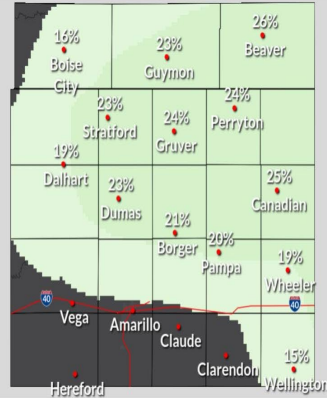 16%
Boise
City
23%
Guymon
26%
Beaver
23%
Stratford
24%
Gruver
24%
Perryton
19%
Dalhart
23%
Dumas
25%
Canadian
21%
Borger
20%
Pampa
19%
Wheeler
40
40
Vega
Amarillo
Claude
Clarendon
15%
Wellington
Hereford